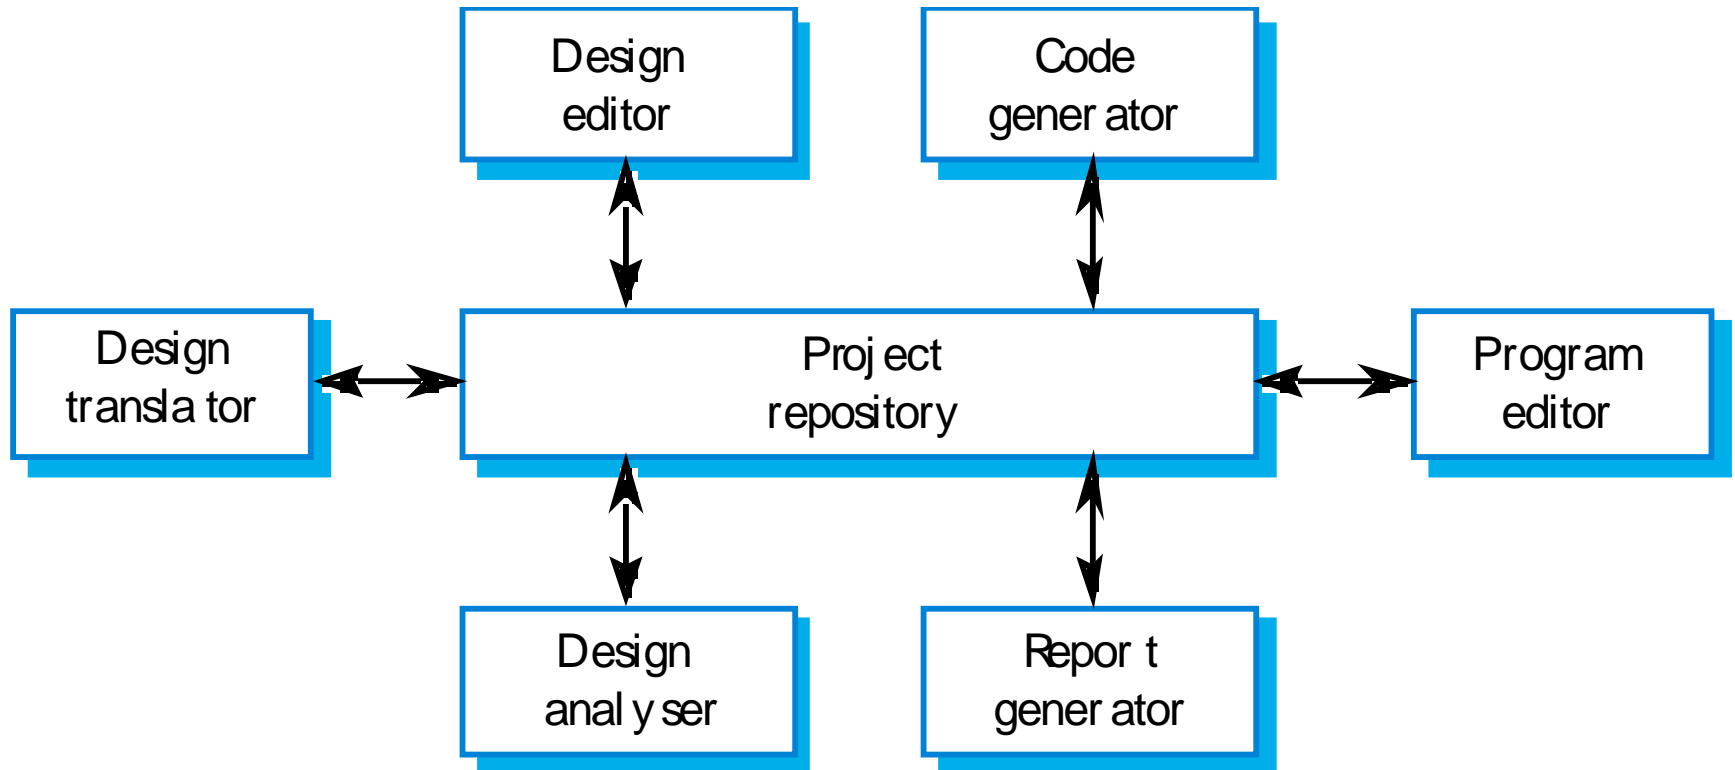 Design
editor
Code
generator
Design
translator
Project
repository
Program
editor
Design
analyser
Report
generator